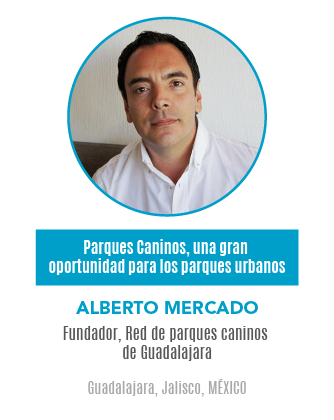 Parques Caninos, una gran
oportunidad para los parques urbanos
ALBERTO MERCADO
Fundador, Red de parques caninos
de Guadalajara
Guadalajara, Jalisco, MÉXICO